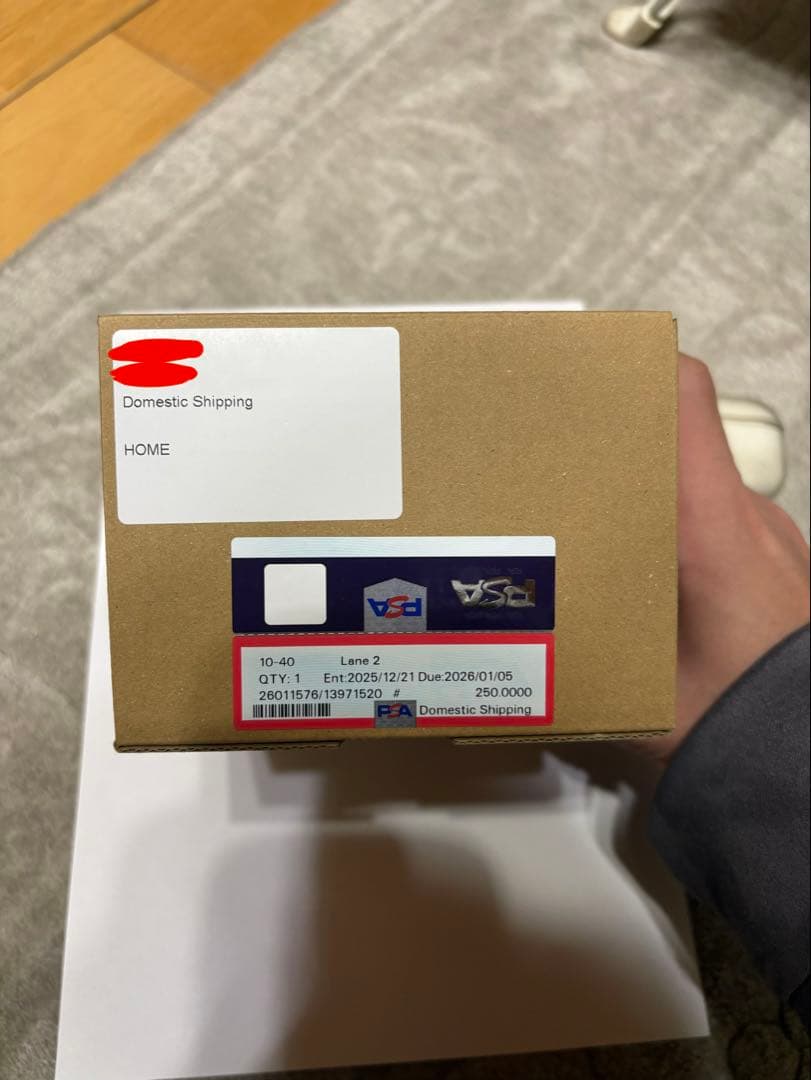 Domestic Shipping
HOME
PSA
PSA
10-40 Lane 2
QTY: 1 Ent:2025/12/21 Due:2026/01/05
26011576/13971520 # 250.0000
PSA Domestic Shipping